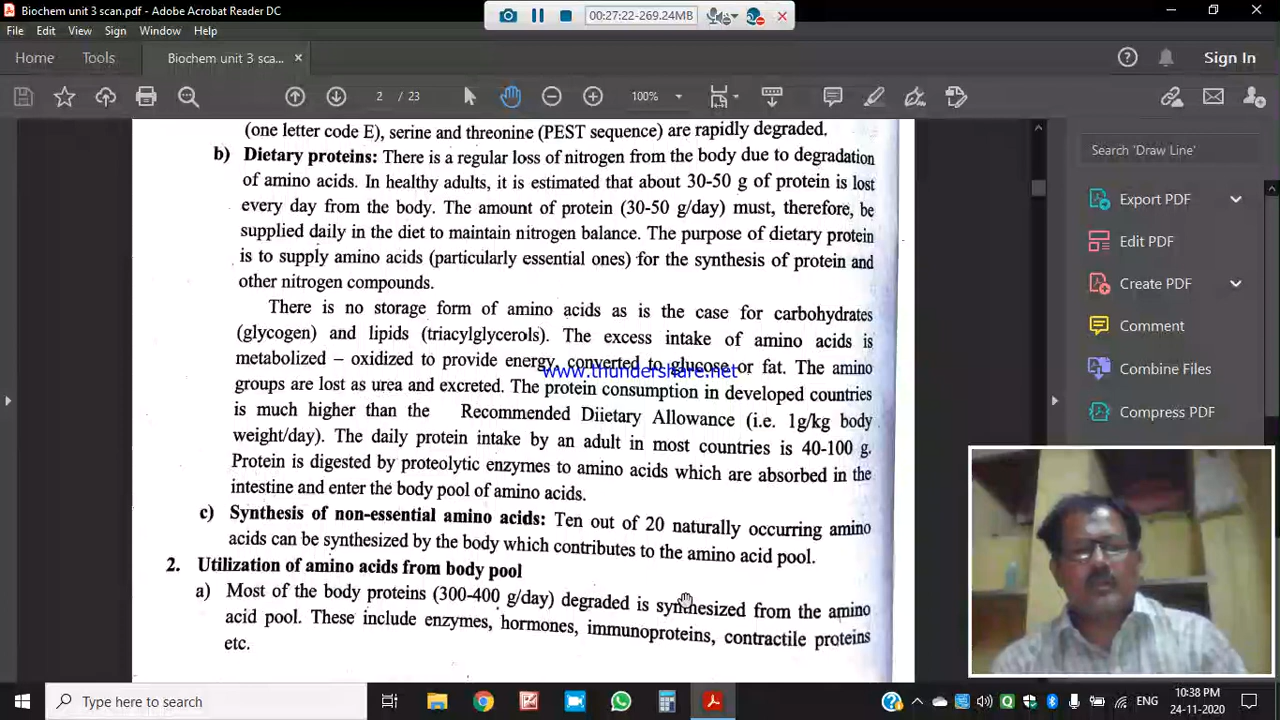 Biochem unit 3 scan.pdf - Adobe Acrobat Reader DC
00:27:22-269.24MB
File Edit View Sign Window Help
Home Tools Biochem unit 3 sca... Sign In
2 / 23 100%
(one letter code E), serine and threonine (PEST sequence) are rapidly degraded.
b) Dietary proteins: There is a regular loss of nitrogen from the body due to degradation
of amino acids. In healthy adults, it is estimated that about 30-50 g of protein is lost
every day from the body. The amount of protein (30-50 g/day) must, therefore, be
supplied daily in the diet to maintain nitrogen balance. The purpose of dietary protein
is to supply amino acids (particularly essential ones) for the synthesis of protein and
other nitrogen compounds.
There is no storage form of amino acids as is the case for carbohydrates
(glycogen) and lipids (triacylglycerols). The excess intake of amino acids is
metabolized – oxidized to provide energy, converted to glucose or fat. The amino
www.thundershare.net
groups are lost as urea and excreted. The protein consumption in developed countries
is much higher than the Recommended Diietary Allowance (i.e. 1g/kg body
weight/day). The daily protein intake by an adult in most countries is 40-100 g.
Protein is digested by proteolytic enzymes to amino acids which are absorbed in the
intestine and enter the body pool of amino acids.
c) Synthesis of non-essential amino acids: Ten out of 20 naturally occurring amino
acids can be synthesized by the body which contributes to the amino acid pool.
2. Utilization of amino acids from body pool
a) Most of the body proteins (300-400 g/day) degraded is synthesized from the amino
acid pool. These include enzymes, hormones, immunoproteins, contractile proteins
etc.
Search 'Draw Line'
Export PDF
Edit PDF
Create PDF
Comment
Combine Files
Compress PDF
Type here to search
ENG
10:38 PM
24-11-2020